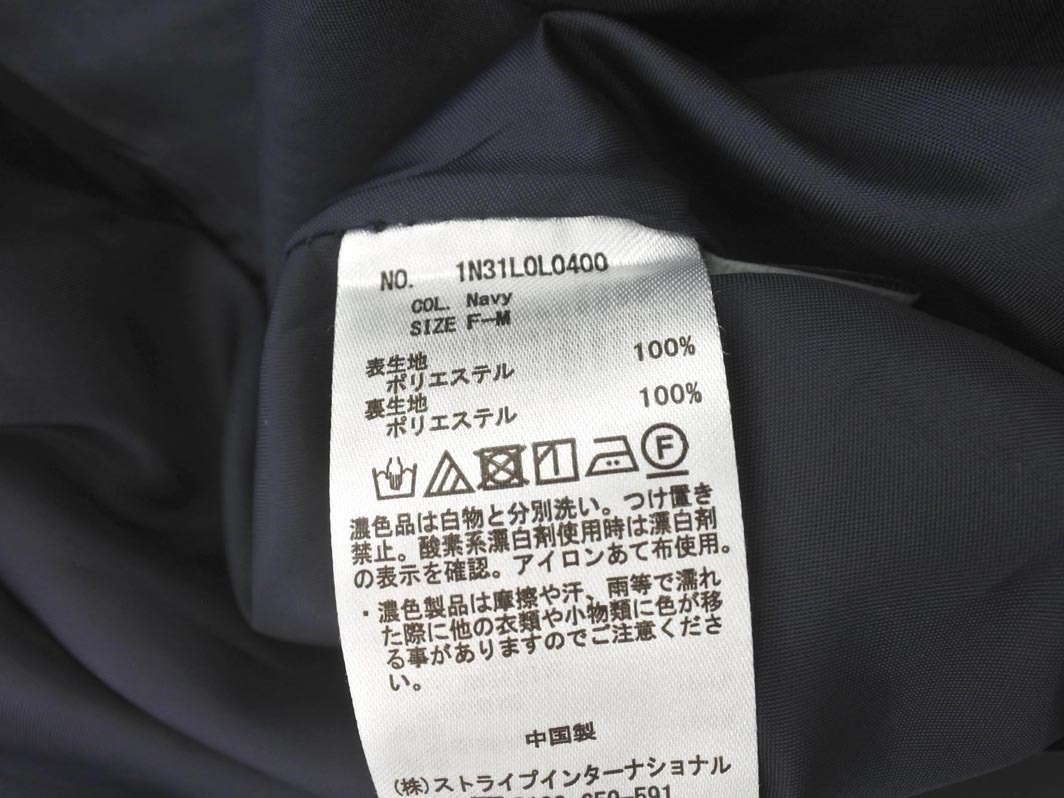 NO. 1N31L0L0400
COL. Navy
SIZE F-M
表生地 100%
ポリエステル
裏生地 100%
ポリエステル
F
濃色品は白物と分別洗い。つけ置き
禁止。酸素系漂白剤使用時は漂白剤
の表示を確認。アイロンあて布使用。
・濃色製品は摩擦や汗、雨等で濡れ
た際に他の衣類や小物類に色が移
る事がありますのでご注意くださ
い。
中国製
(株)ストライプインターナショナル